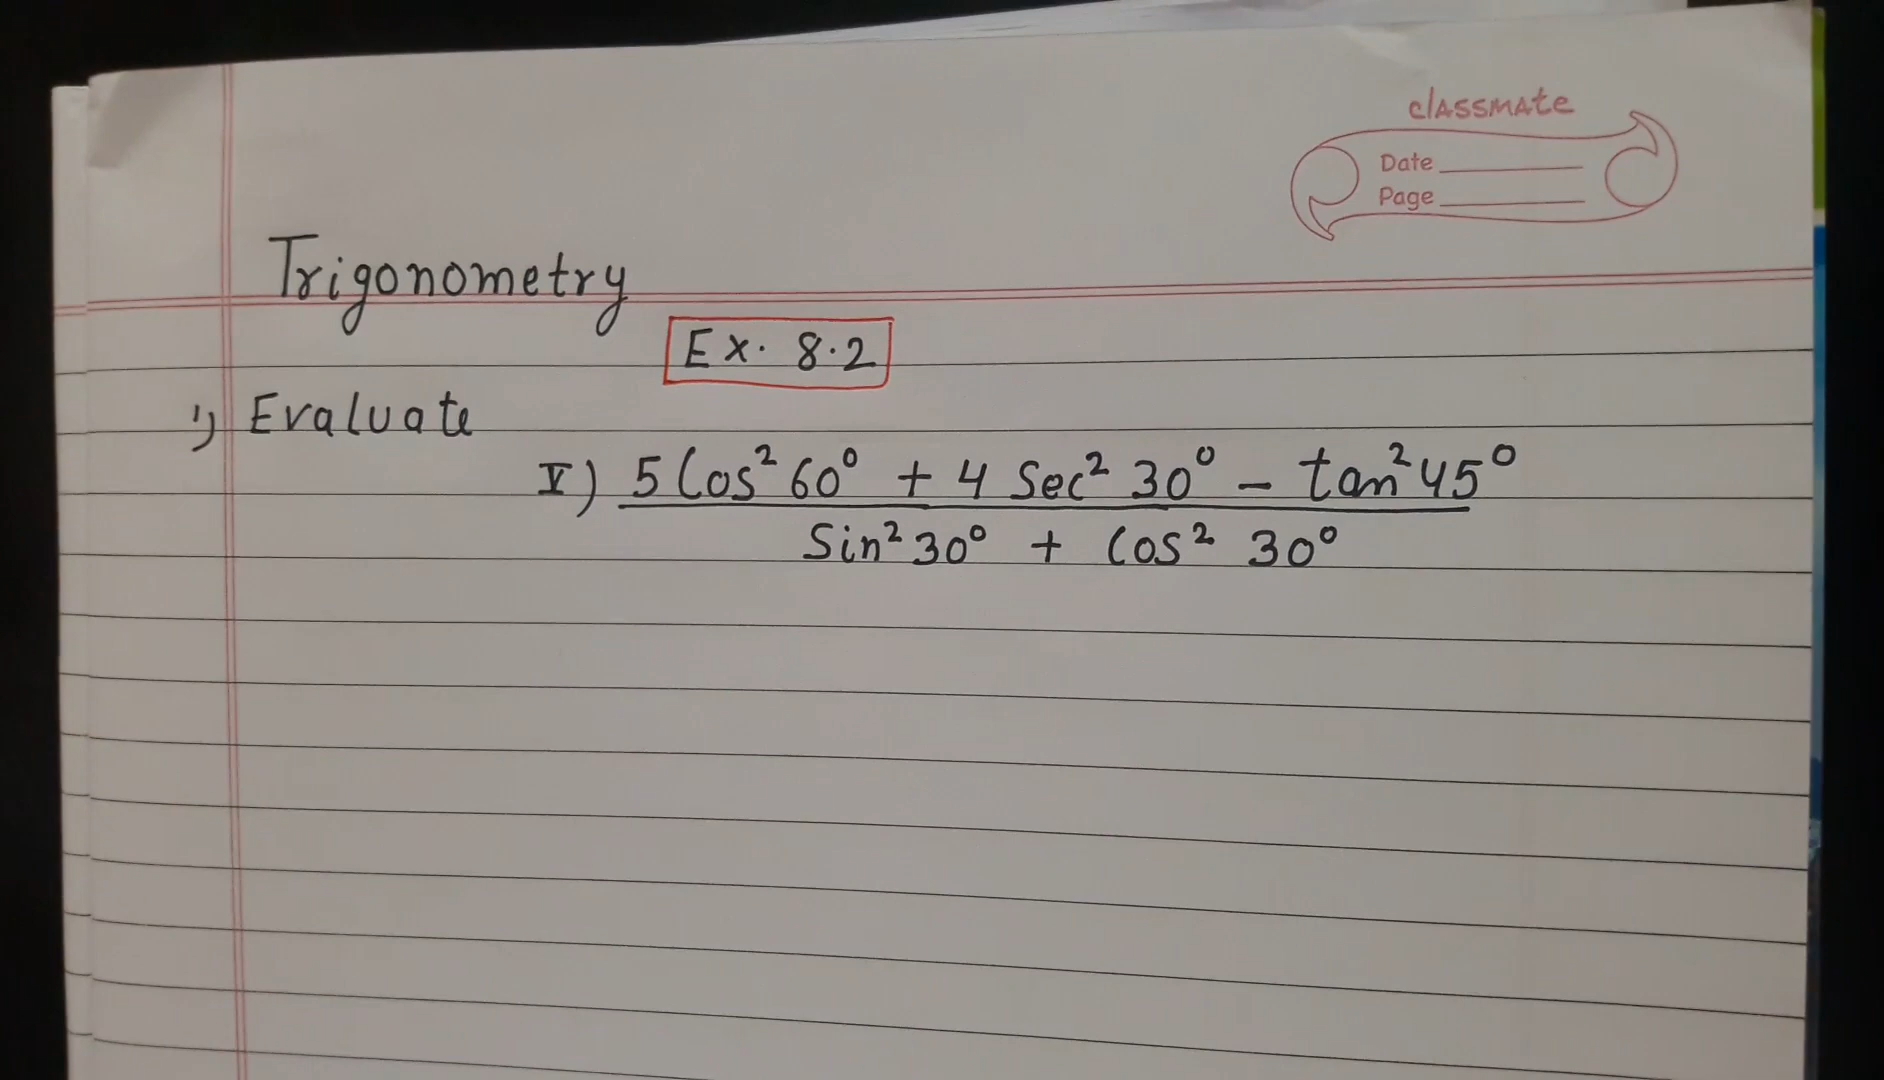 classmate
Date
Page
Trigonometry
Ex. 8.2
1) Evaluate
V) 5 Cos² 60° + 4 Sec² 30° - tan² 45°
Sin² 30° + Cos² 30°